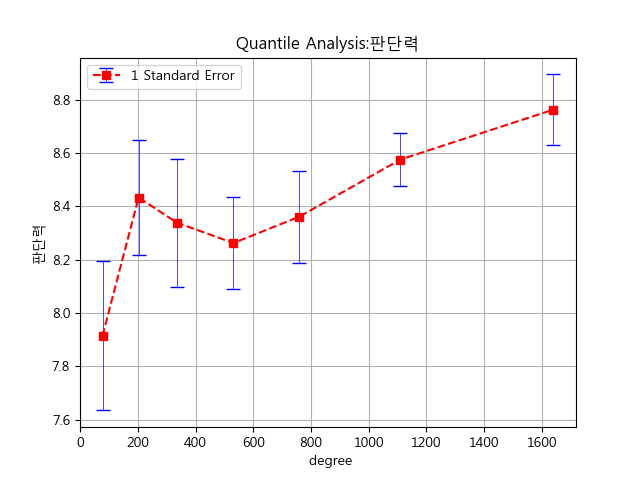 Quantile Analysis:판단력
1 Standard Error
판단력
8.8
8.6
8.4
8.2
8.0
7.8
7.6
0 200 400 600 800 1000 1200 1400 1600
degree